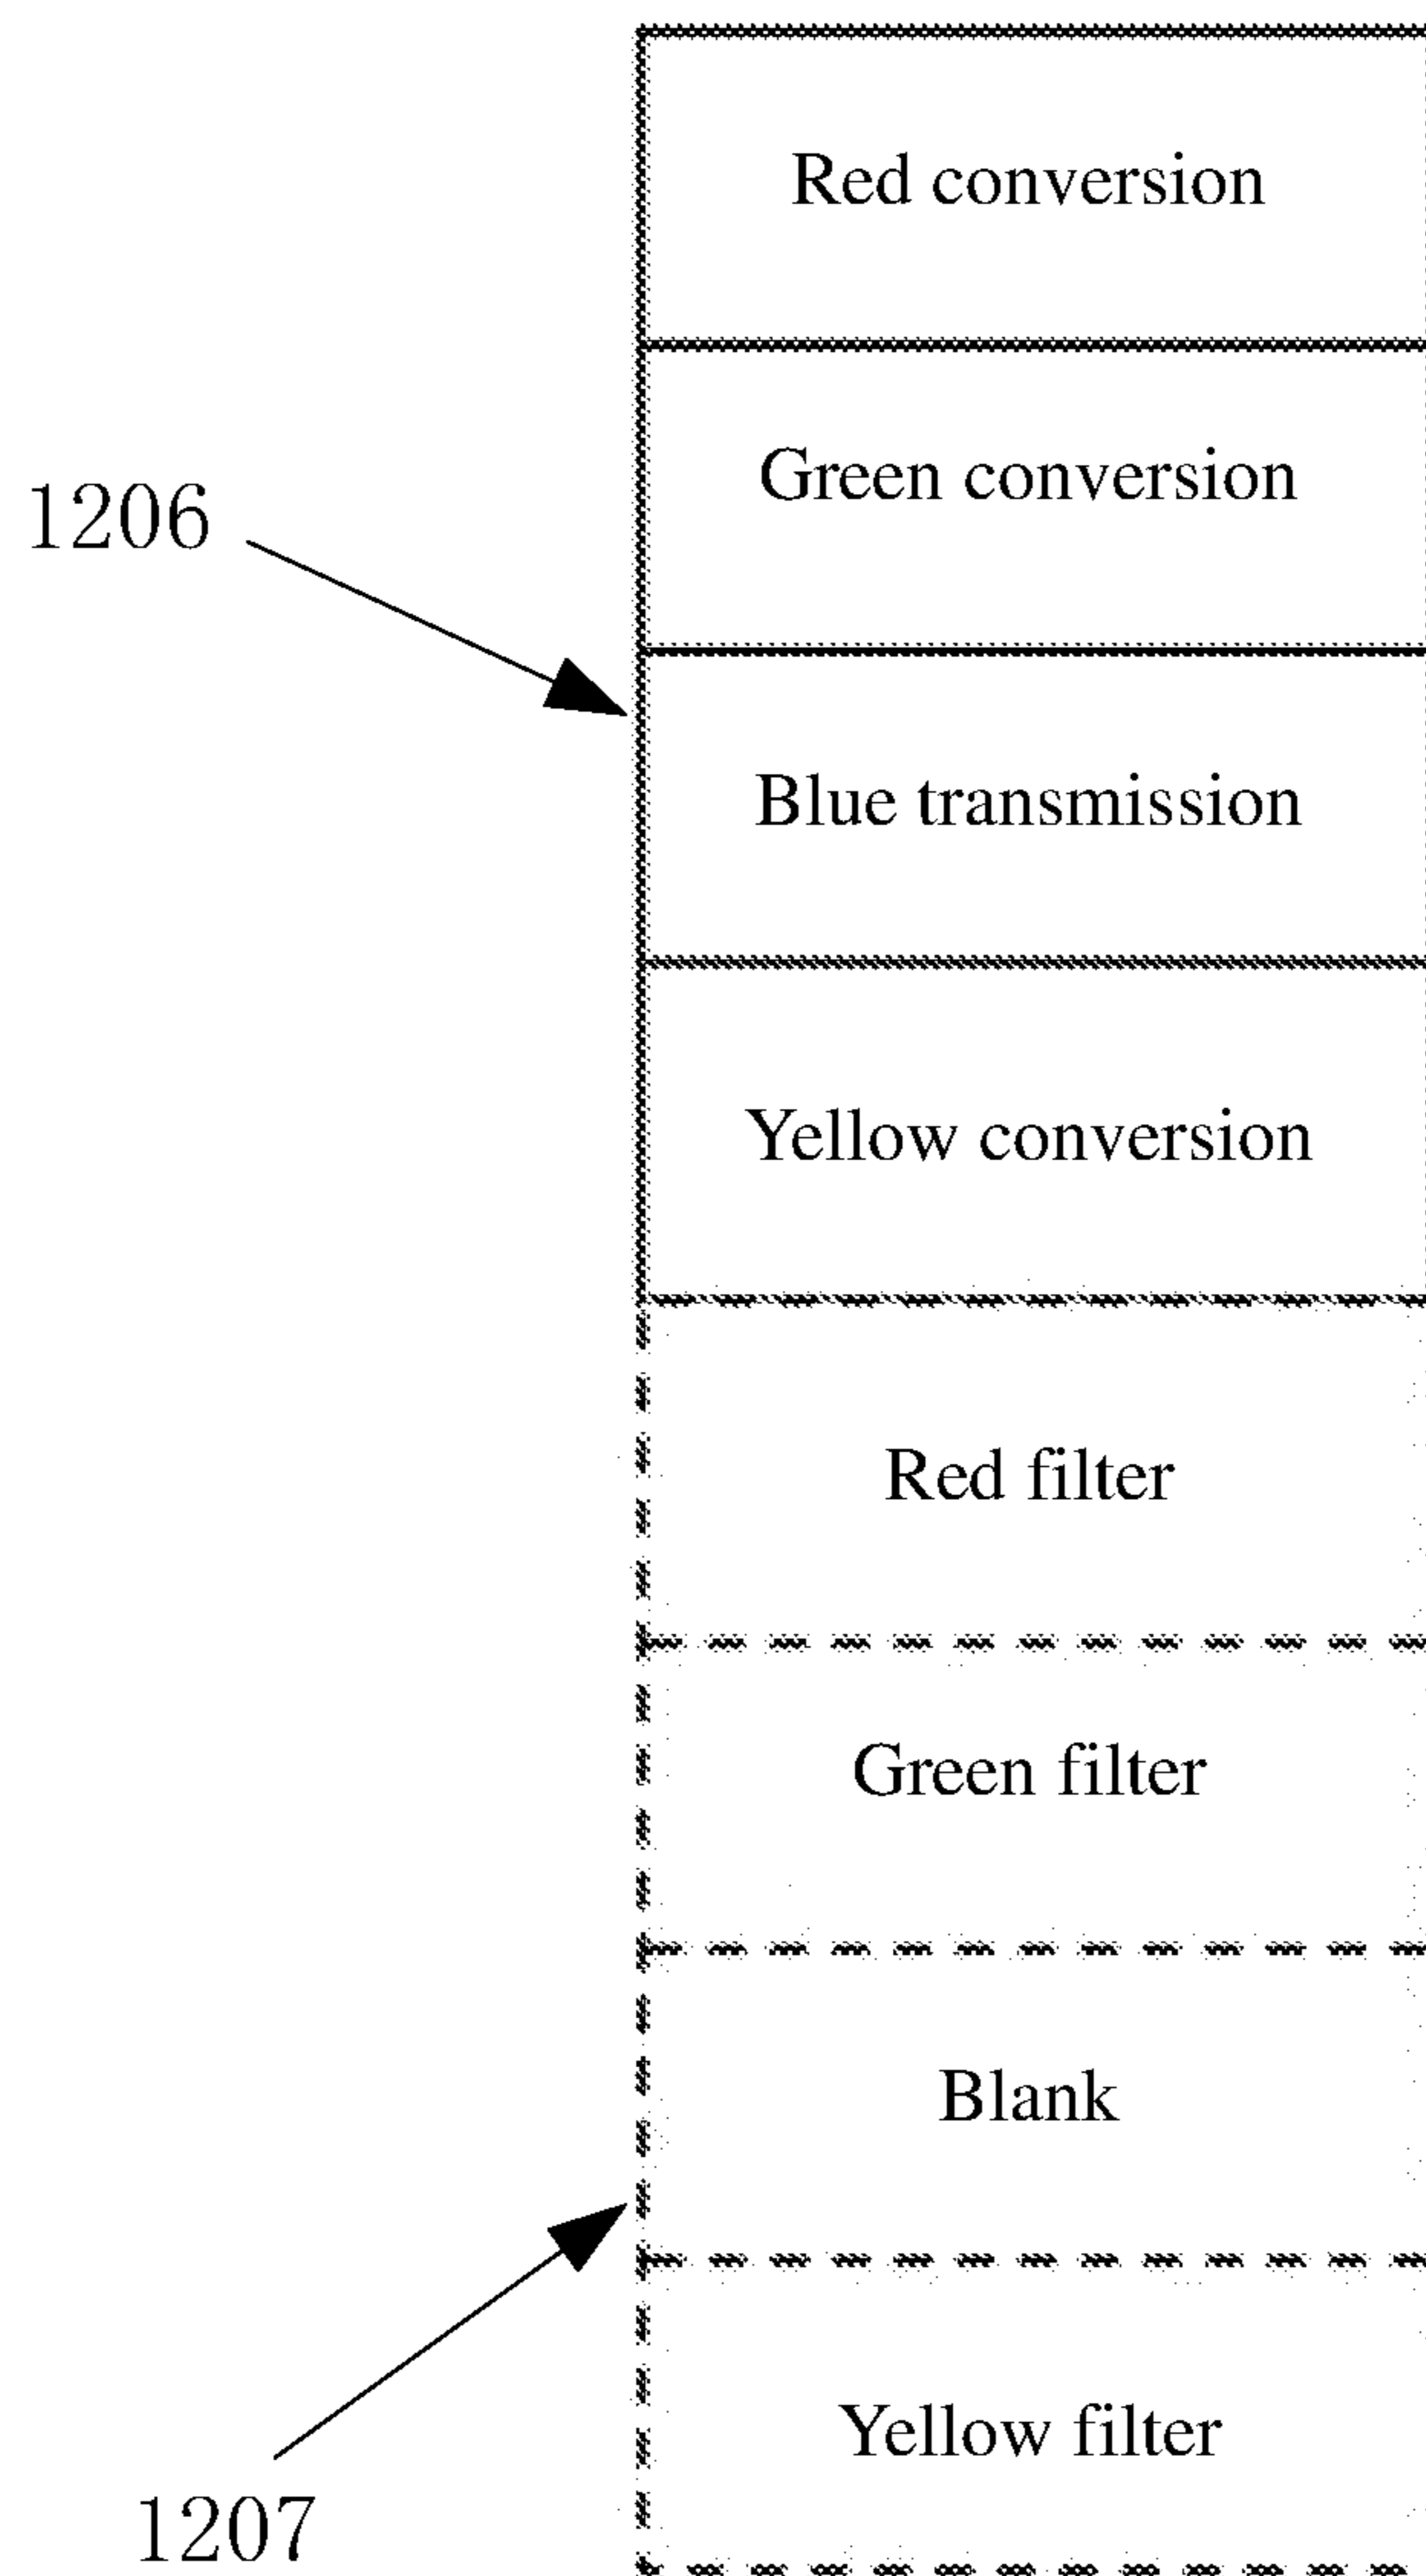 Red conversion
Green conversion
1206
Blue transmission
Yellow conversion
Red filter
Green filter
Blank
Yellow filter
1207